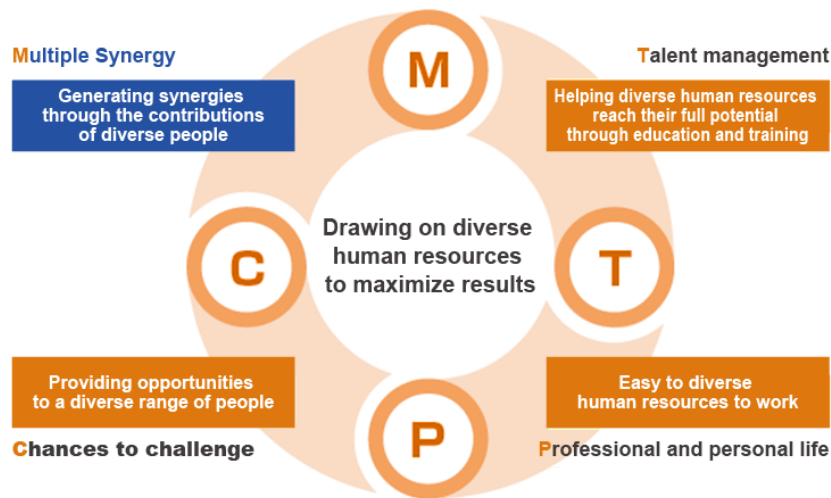 Multiple Synergy
Generating synergies
through the contributions
of diverse people
M
Talent management
Helping diverse human resources
reach their full potential
through education and training
C
Drawing on diverse
human resources
to maximize results
T
Providing opportunities
to a diverse range of people
Chances to challenge
P
Easy to diverse
human resources to work
Professional and personal life